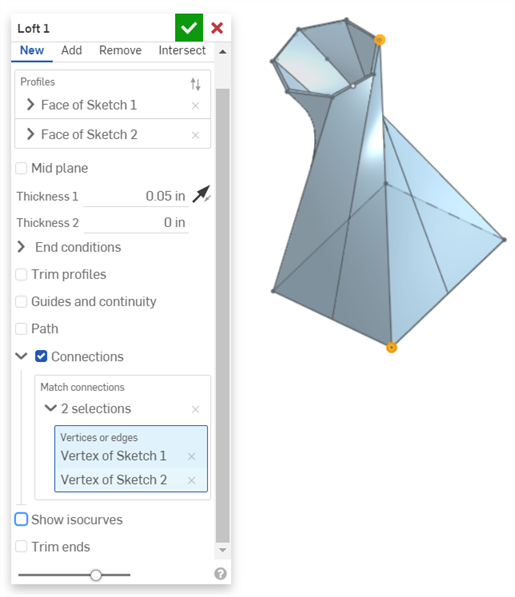 Loft 1
New Add Remove Intersect
Profiles
Face of Sketch 1
Face of Sketch 2
Mid plane
Thickness 1 0.05 in
Thickness 2 0 in
End conditions
Trim profiles
Guides and continuity
Path
Connections
Match connections
2 selections
Vertices or edges
Vertex of Sketch 1
Vertex of Sketch 2
Show isocurves
Trim ends